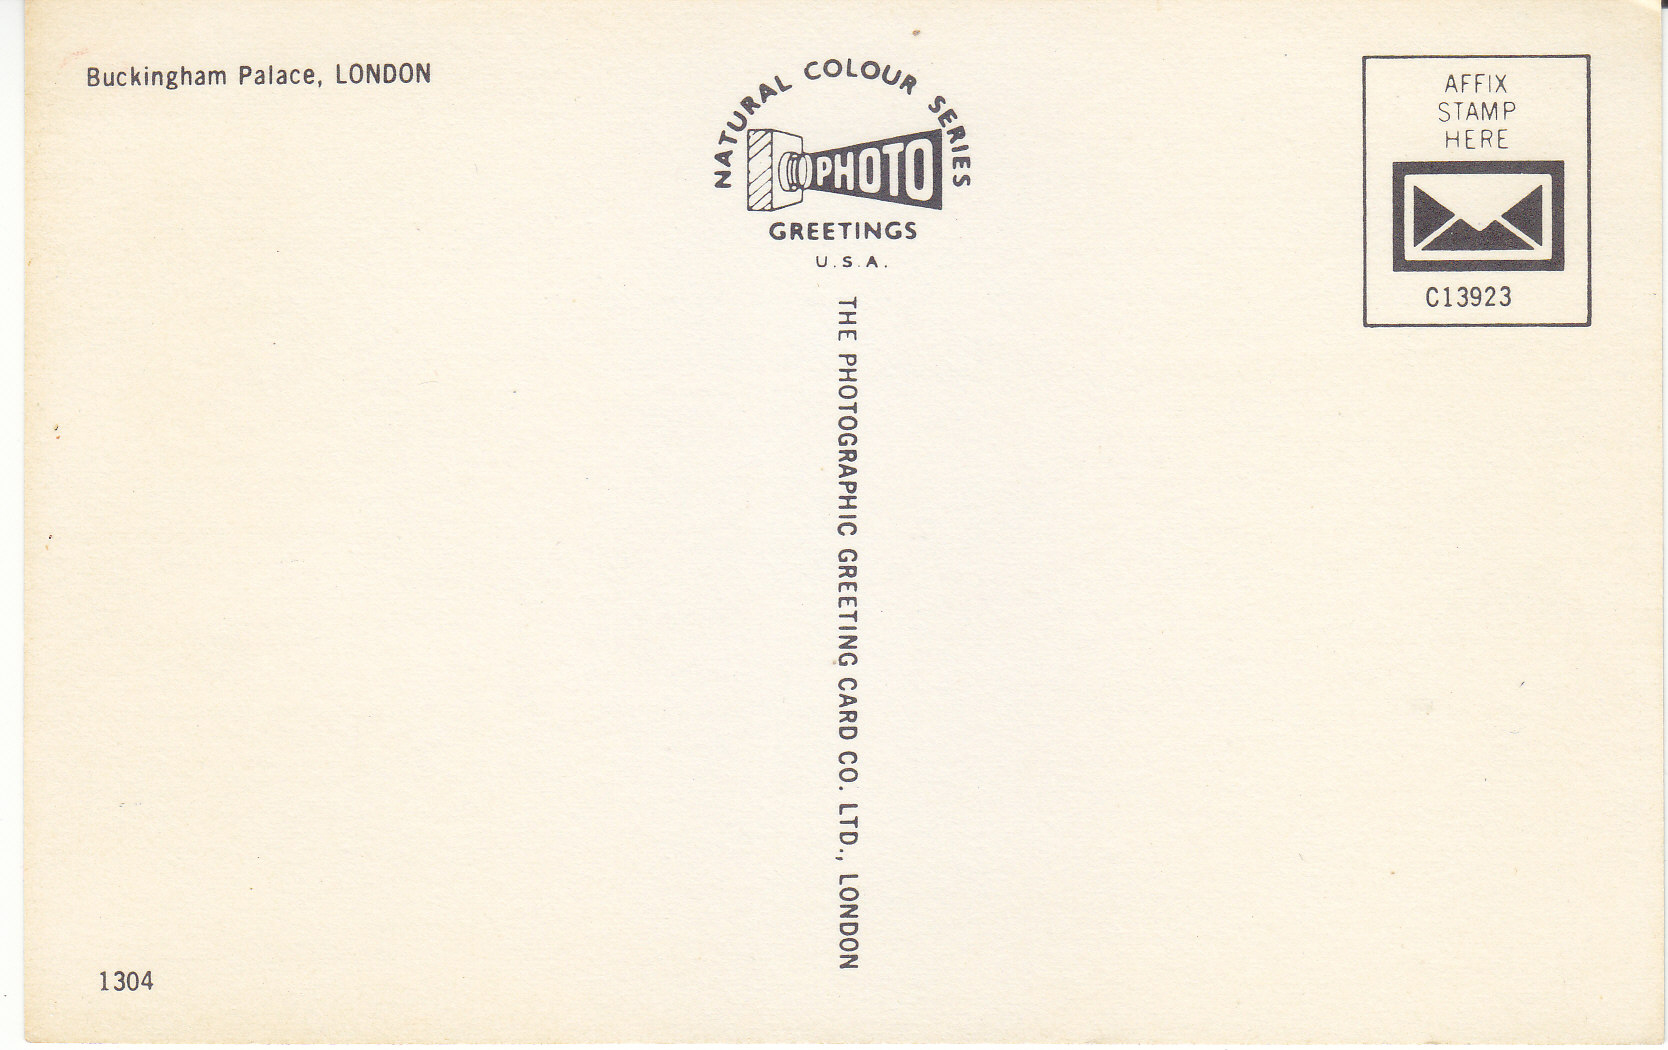 Buckingham Palace, LONDON
NATURAL COLOUR SERIES
PHOTO
GREETINGS
U.S.A.
THE PHOTOGRAPHIC GREETING CARD CO. LTD., LONDON
AFFIX
STAMP
HERE
C13923
1304